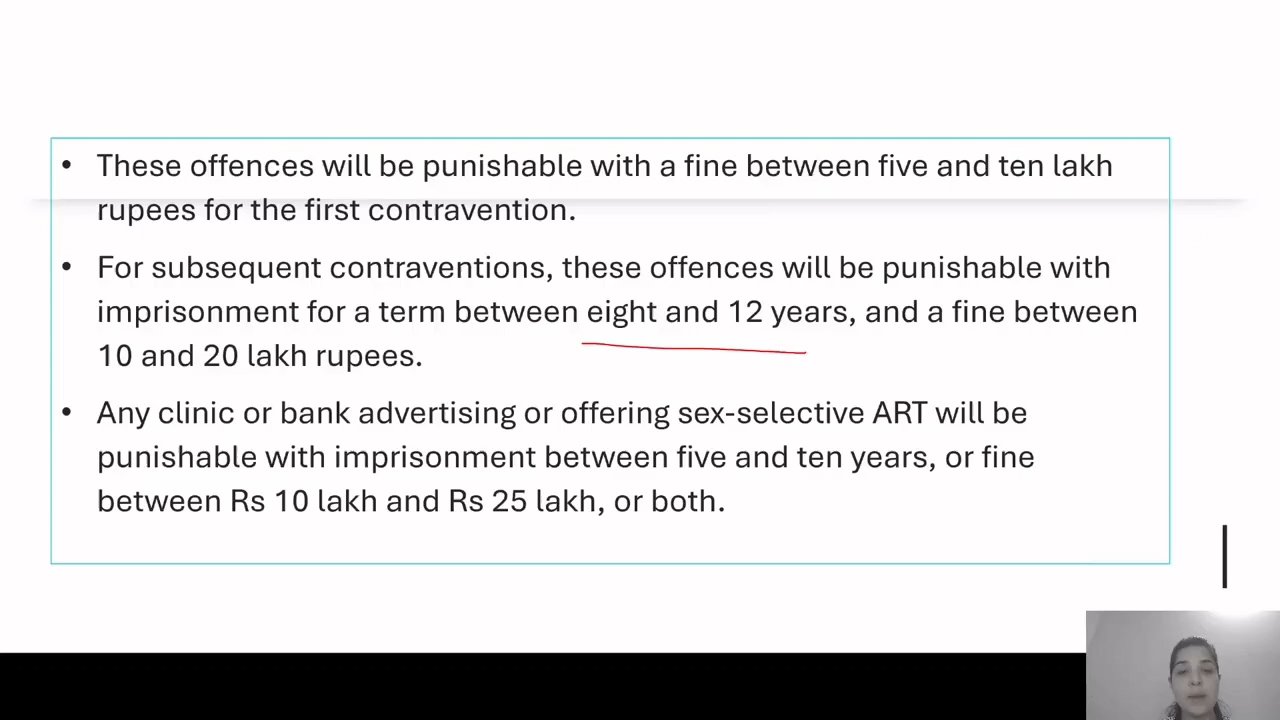 • These offences will be punishable with a fine between five and ten lakh
rupees for the first contravention.
• For subsequent contraventions, these offences will be punishable with
imprisonment for a term between eight and 12 years, and a fine between
10 and 20 lakh rupees.
• Any clinic or bank advertising or offering sex-selective ART will be
punishable with imprisonment between five and ten years, or fine
between Rs 10 lakh and Rs 25 lakh, or both.